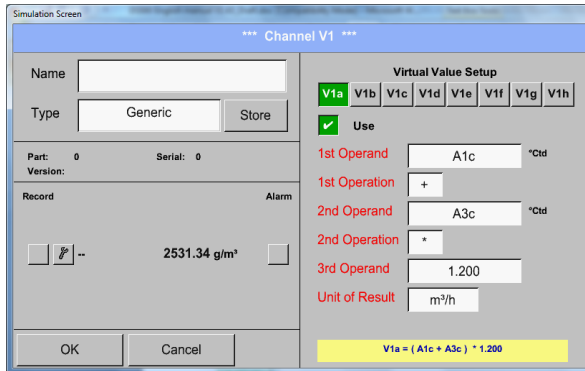 Simulation Screen
*** Channel V1 ***
Name
Type Generic Store
Part: 0 Serial: 0
Version:
Record Alarm
-- 2531.34 g/m³
OK Cancel
Virtual Value Setup
V1a V1b V1c V1d V1e V1f V1g V1h
✔ Use
1st Operand A1c °Ctd
1st Operation +
2nd Operand A3c °Ctd
2nd Operation *
3rd Operand 1.200
Unit of Result m³/h
V1a = ( A1c + A3c ) * 1.200